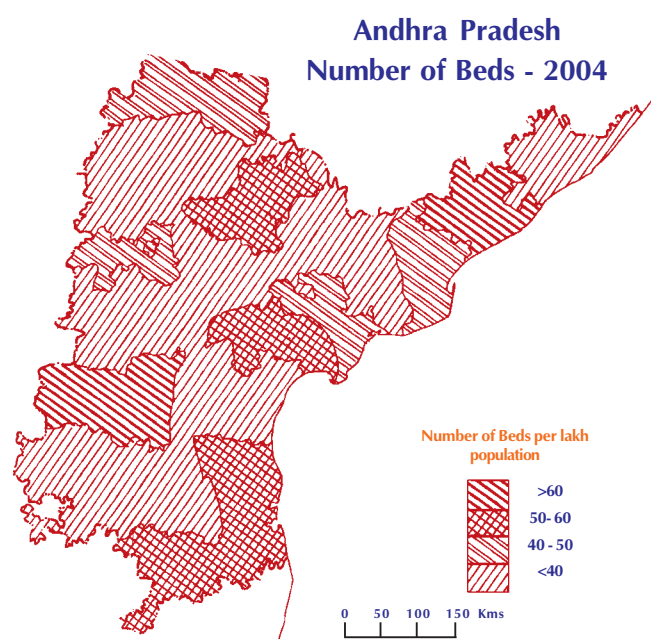 Andhra Pradesh
Number of Beds - 2004
Number of Beds per lakh
population
>60
50-60
40-50
<40
0 50 100 150 Kms